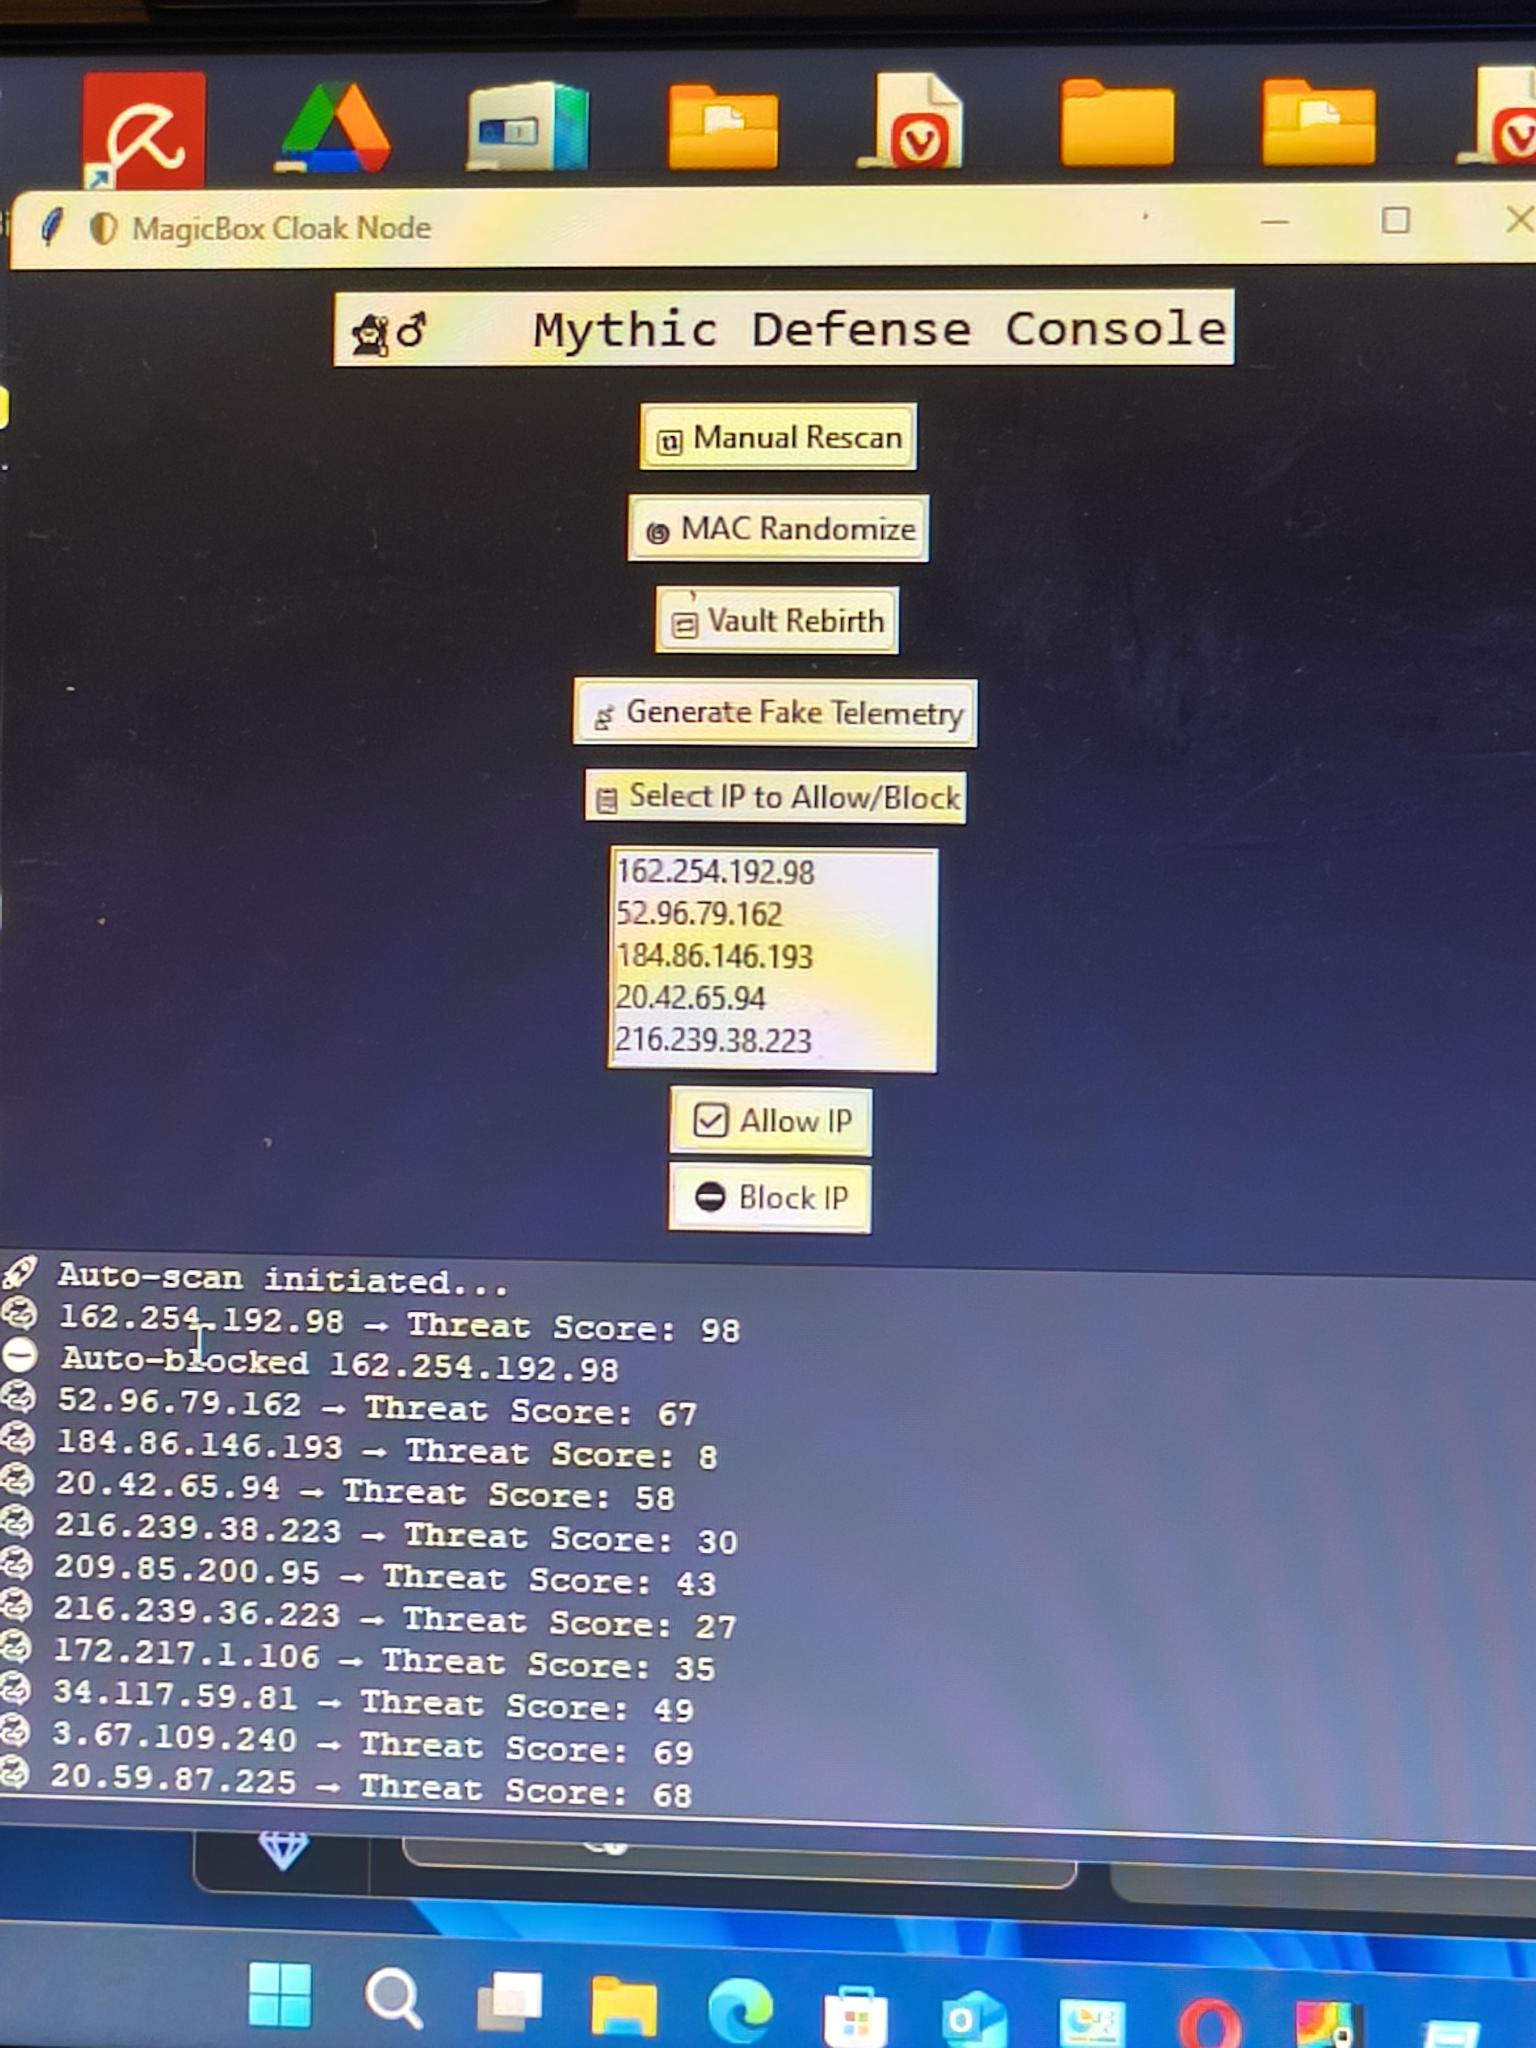 MagicBox Cloak Node
Mythic Defense Console
Manual Rescan
MAC Randomize
Vault Rebirth
Generate Fake Telemetry
Select IP to Allow/Block
162.254.192.98
52.96.79.162
184.86.146.193
20.42.65.94
216.239.38.223
Allow IP
Block IP
Auto-scan initiated...
162.254.192.98 → Threat Score: 98
Auto-blocked 162.254.192.98
52.96.79.162 → Threat Score: 67
184.86.146.193 → Threat Score: 8
20.42.65.94 → Threat Score: 58
216.239.38.223 → Threat Score: 30
209.85.200.95 → Threat Score: 43
216.239.36.223 → Threat Score: 27
172.217.1.106 → Threat Score: 35
34.117.59.81 → Threat Score: 49
3.67.109.240 → Threat Score: 69
20.59.87.225 → Threat Score: 68